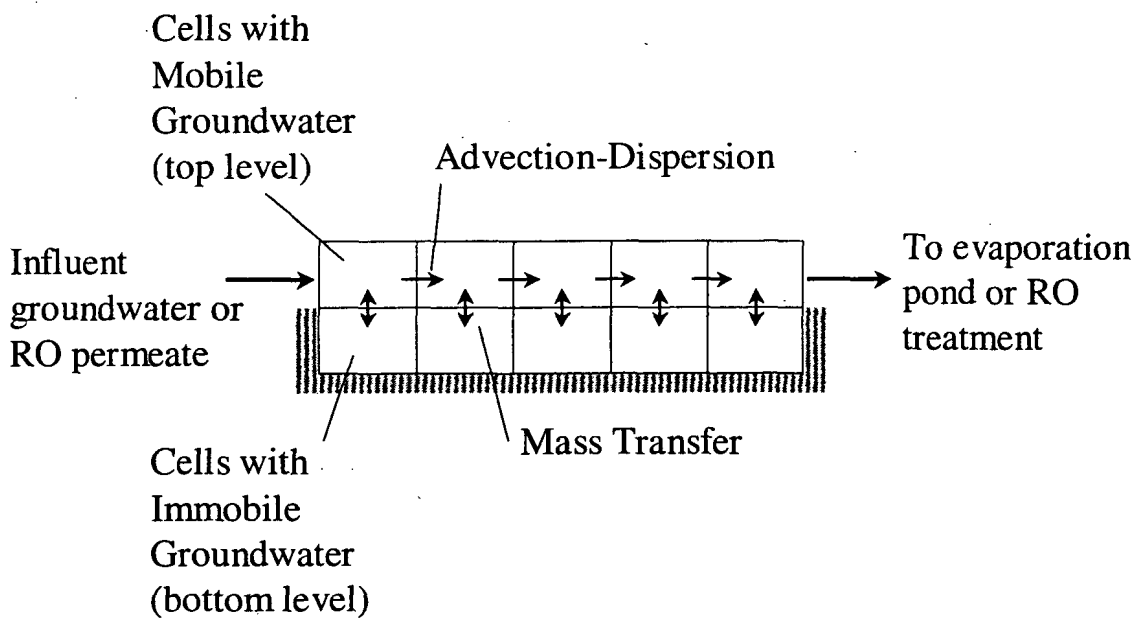 Cells with
Mobile
Groundwater
(top level)
Advection-Dispersion
Influent
groundwater or
RO permeate
To evaporation
pond or RO
treatment
Mass Transfer
Cells with
Immobile
Groundwater
(bottom level)